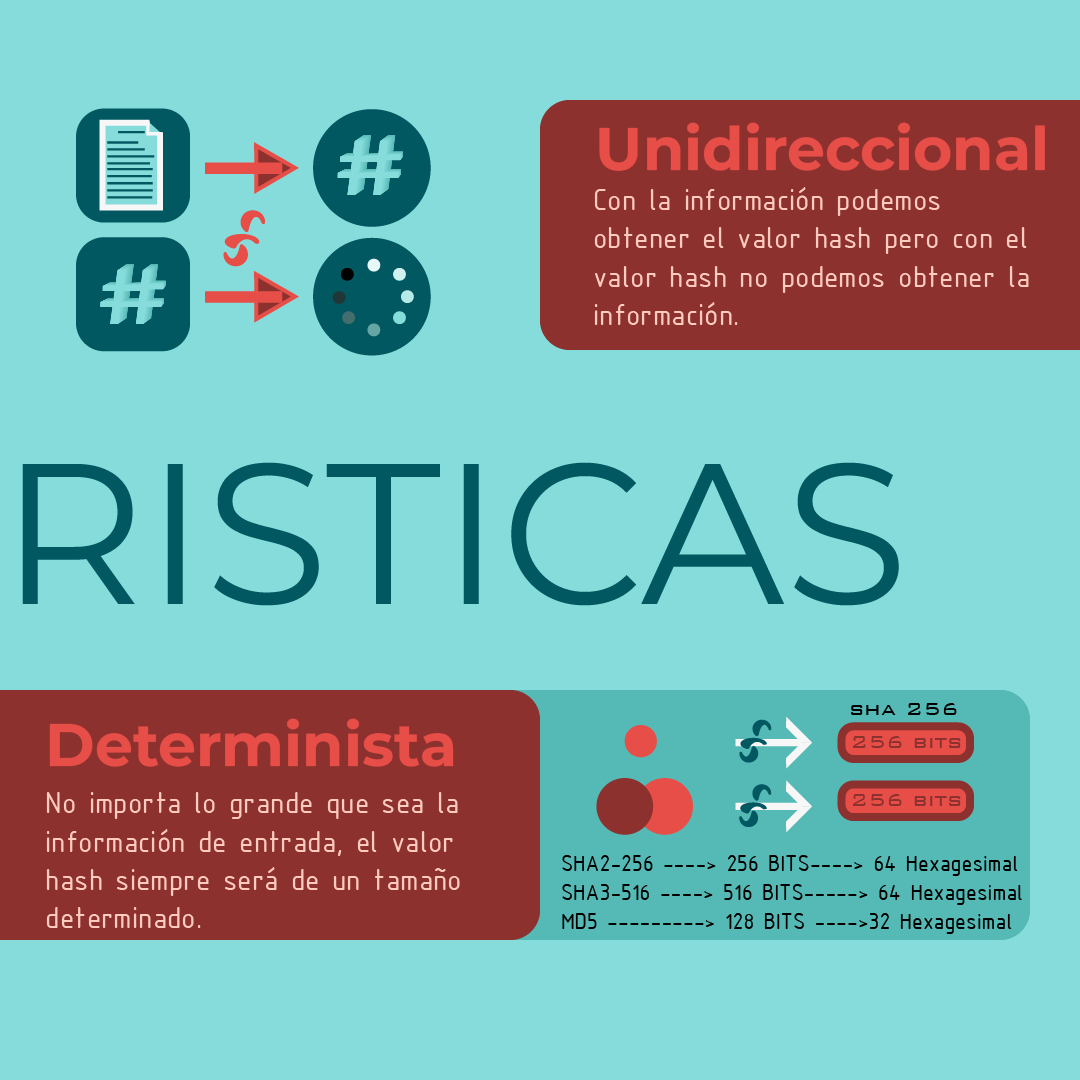 Unidireccional
Con la información podemos
obtener el valor hash pero con el
valor hash no podemos obtener la
información.
#
#
RISTICAS
Determinista
No importa lo grande que sea la
información de entrada, el valor
hash siempre será de un tamaño
determinado.
SHA 256
256 BITS
256 BITS
SHA2-256 ----> 256 BITS----> 64 Hexagesimal
SHA3-516 ----> 516 BITS-----> 64 Hexagesimal
MD5 ---------> 128 BITS ---->32 Hexagesimal